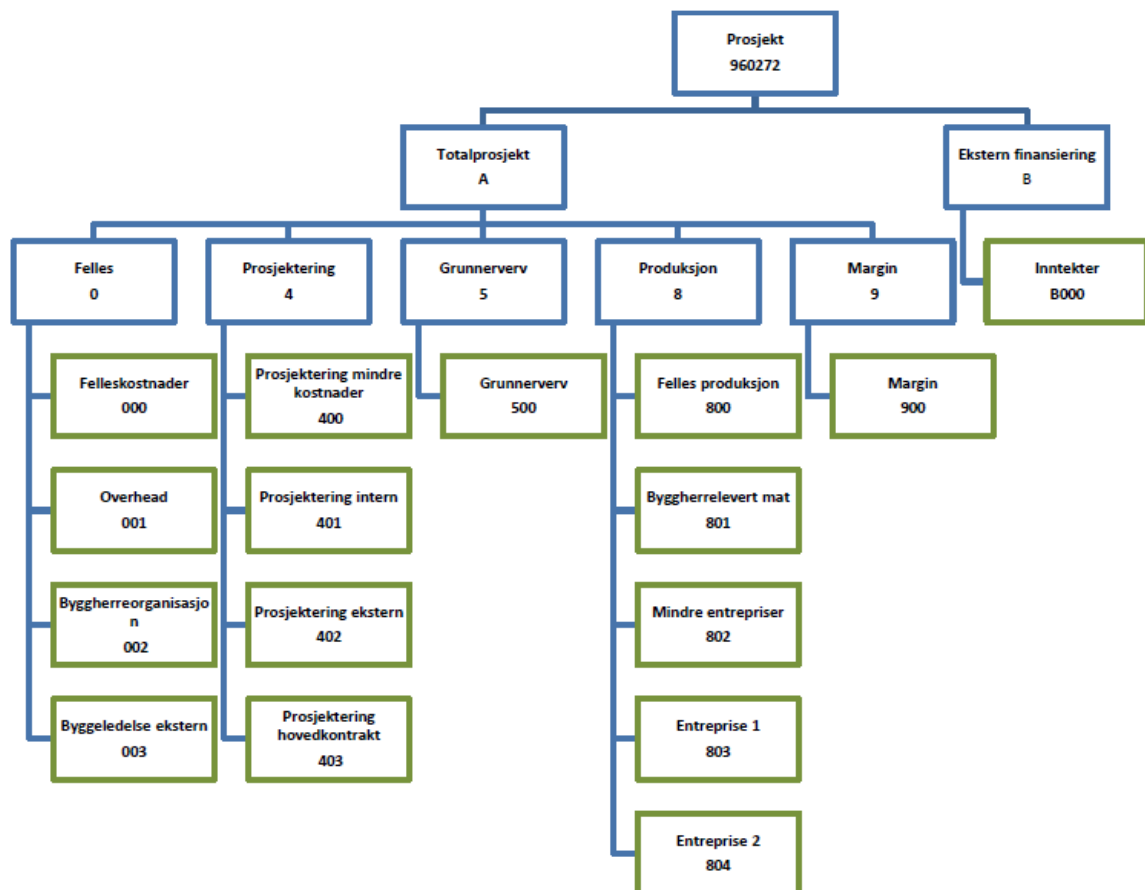 Prosjekt
960272
Totalprosjekt
A
Ekstern finansiering
B
Felles
0
Prosjektering
4
Grunnerverv
5
Produksjon
8
Margin
9
Inntekter
B000
Felleskostnader
000
Prosjektering mindre
kostnader
400
Grunnerverv
500
Felles produksjon
800
Margin
900
Overhead
001
Prosjektering intern
401
Byggherrelevert mat
801
Byggherreorganisasjo
n
002
Prosjektering ekstern
402
Mindre entrepriser
802
Byggeledelse ekstern
003
Prosjektering
hovedkontrakt
403
Entreprise 1
803
Entreprise 2
804